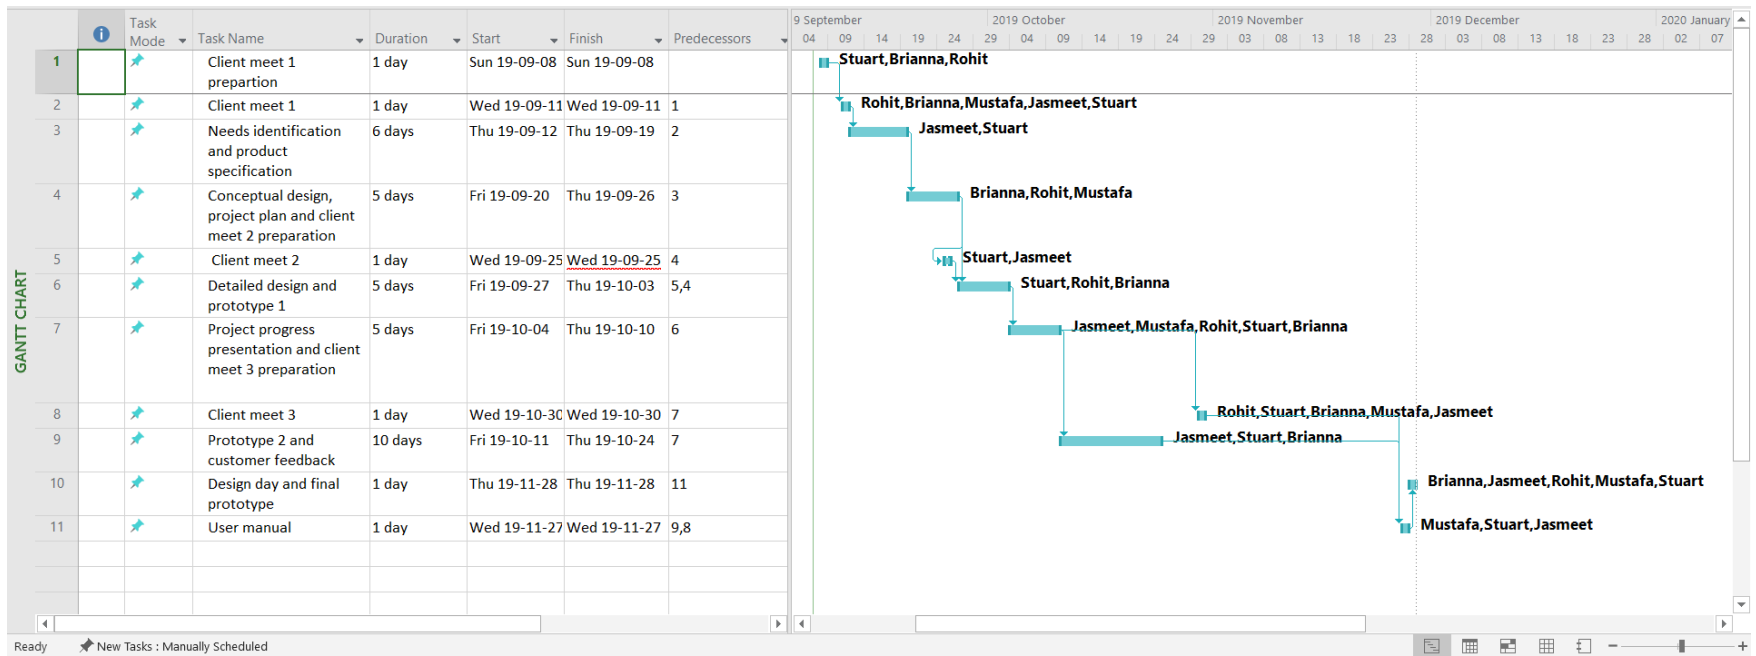 9 September 2019 October 2019 November 2019 December 2020 January
Task Mode Task Name Duration Start Finish Predecessors
04 09 14 19 24 29 04 09 14 19 24 29 03 08 13 18 23 28 03 08 13 18 23 28 02 07
1 Client meet 1 prepartion 1 day Sun 19-09-08 Sun 19-09-08
Stuart,Brianna,Rohit
2 Client meet 1 1 day Wed 19-09-11 Wed 19-09-11 1
Rohit,Brianna,Mustafa,Jasmeet,Stuart
3 Needs identification and product specification 6 days Thu 19-09-12 Thu 19-09-19 2
Jasmeet,Stuart
4 Conceptual design, project plan and client meet 2 preparation 5 days Fri 19-09-20 Thu 19-09-26 3
Brianna,Rohit,Mustafa
5 Client meet 2 1 day Wed 19-09-25 Wed 19-09-25 4
Stuart,Jasmeet
6 Detailed design and prototype 1 5 days Fri 19-09-27 Thu 19-10-03 5,4
Stuart,Rohit,Brianna
7 Project progress presentation and client meet 3 preparation 5 days Fri 19-10-04 Thu 19-10-10 6
Jasmeet,Mustafa,Rohit,Stuart,Brianna
8 Client meet 3 1 day Wed 19-10-30 Wed 19-10-30 7
Rohit,Stuart,Brianna,Mustafa,Jasmeet
9 Prototype 2 and customer feedback 10 days Fri 19-10-11 Thu 19-10-24 7
Jasmeet,Stuart,Brianna
10 Design day and final prototype 1 day Thu 19-11-28 Thu 19-11-28 11
Brianna,Jasmeet,Rohit,Mustafa,Stuart
11 User manual 1 day Wed 19-11-27 Wed 19-11-27 9,8
Mustafa,Stuart,Jasmeet
GANTT CHART
Ready New Tasks : Manually Scheduled